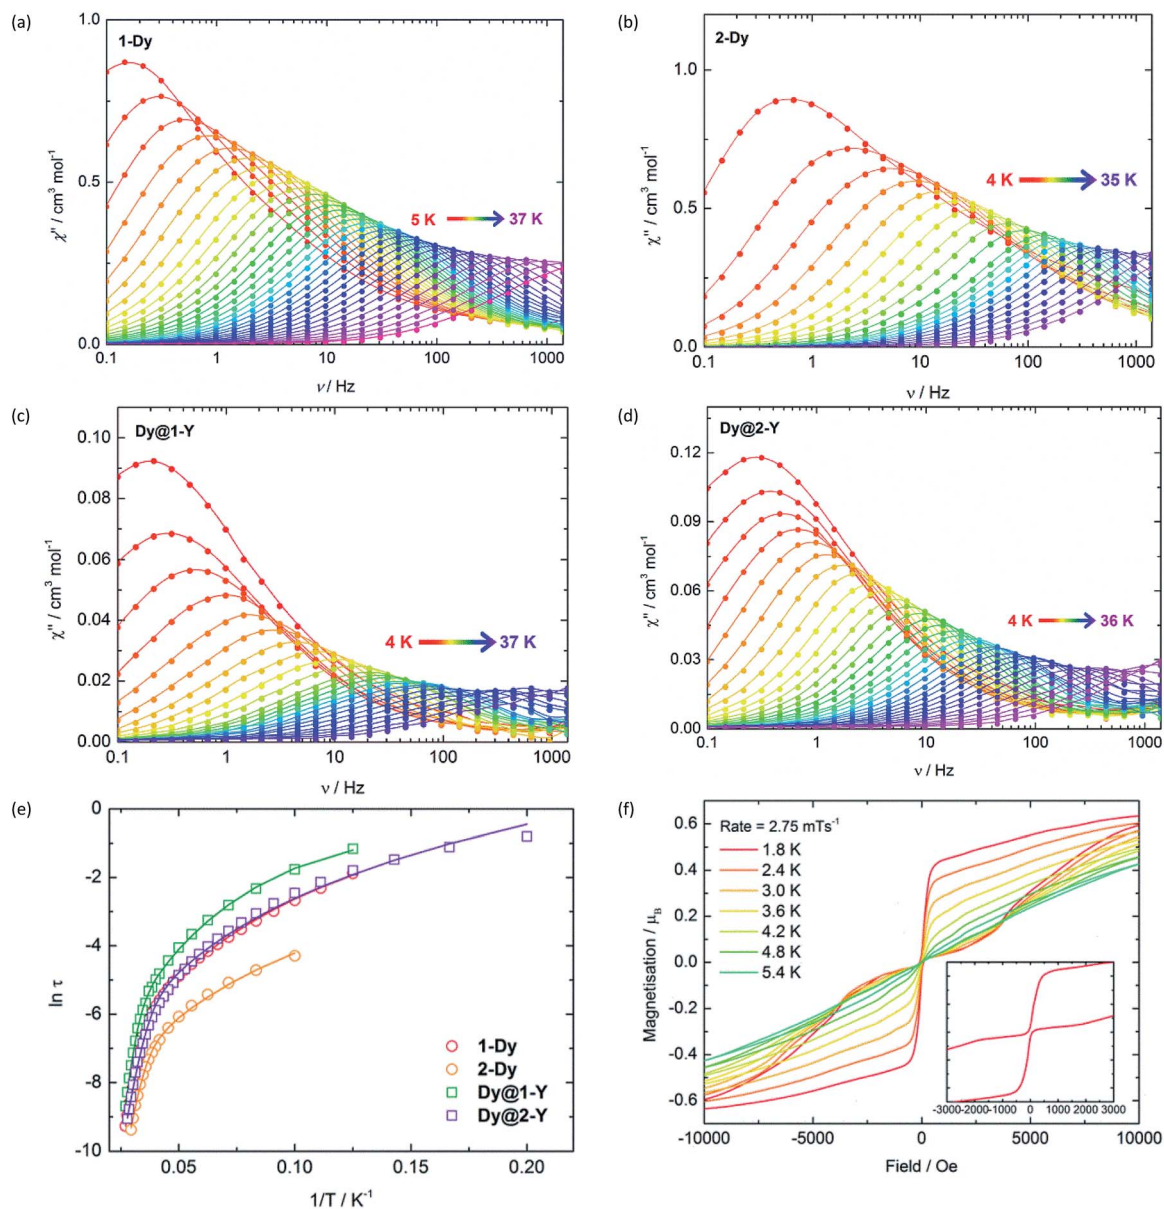 (a)
1-Dy
1.0
0.5
0.0
χ'' / cm³ mol⁻¹
5 K
37 K
0.1
1
10
100
1000
ν / Hz
(b)
2-Dy
1.0
0.5
0.0
χ'' / cm³ mol⁻¹
4 K
35 K
0.1
1
10
100
1000
ν / Hz
(c)
Dy@1-Y
0.10
0.08
0.06
0.04
0.02
0.00
χ'' / cm³ mol⁻¹
4 K
37 K
0.1
1
10
100
1000
ν / Hz
(d)
Dy@2-Y
0.12
0.09
0.06
0.03
0.00
χ'' / cm³ mol⁻¹
4 K
36 K
0.1
1
10
100
1000
ν / Hz
(e)
0
-2
-4
-6
-8
-10
ln τ
1-Dy
2-Dy
Dy@1-Y
Dy@2-Y
0.05
0.10
0.15
0.20
1/T / K⁻¹
(f)
0.6
0.4
0.2
0.0
-0.2
-0.4
-0.6
Magnetisation / μB
Rate = 2.75 mTs⁻¹
1.8 K
2.4 K
3.0 K
3.6 K
4.2 K
4.8 K
5.4 K
-3000 -2000 -1000 0 1000 2000 3000
-10000
-5000
0
5000
10000
Field / Oe